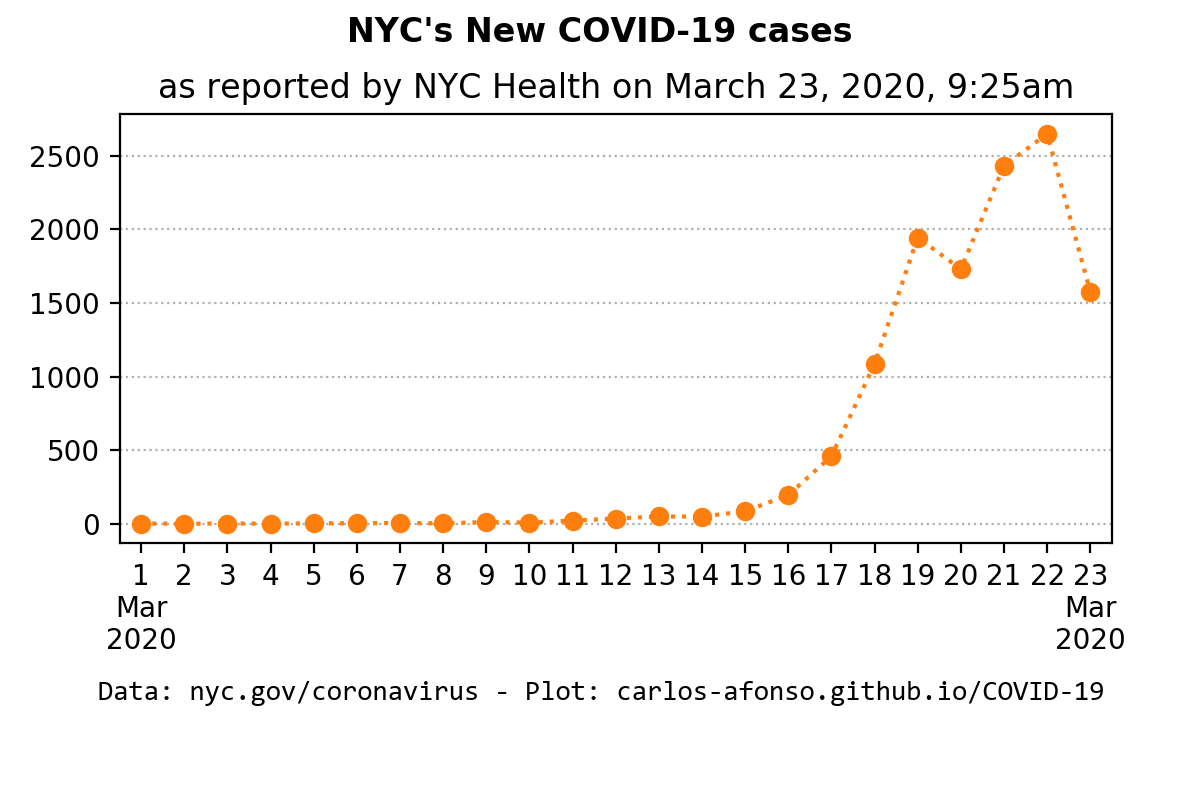 NYC's New COVID-19 cases
as reported by NYC Health on March 23, 2020, 9:25am
2500
2000
1500
1000
500
0
1 2 3 4 5 6 7 8 9 10 11 12 13 14 15 16 17 18 19 20 21 22 23
Mar Mar
2020 2020
Data: nyc.gov/coronavirus - Plot: carlos-afonso.github.io/COVID-19